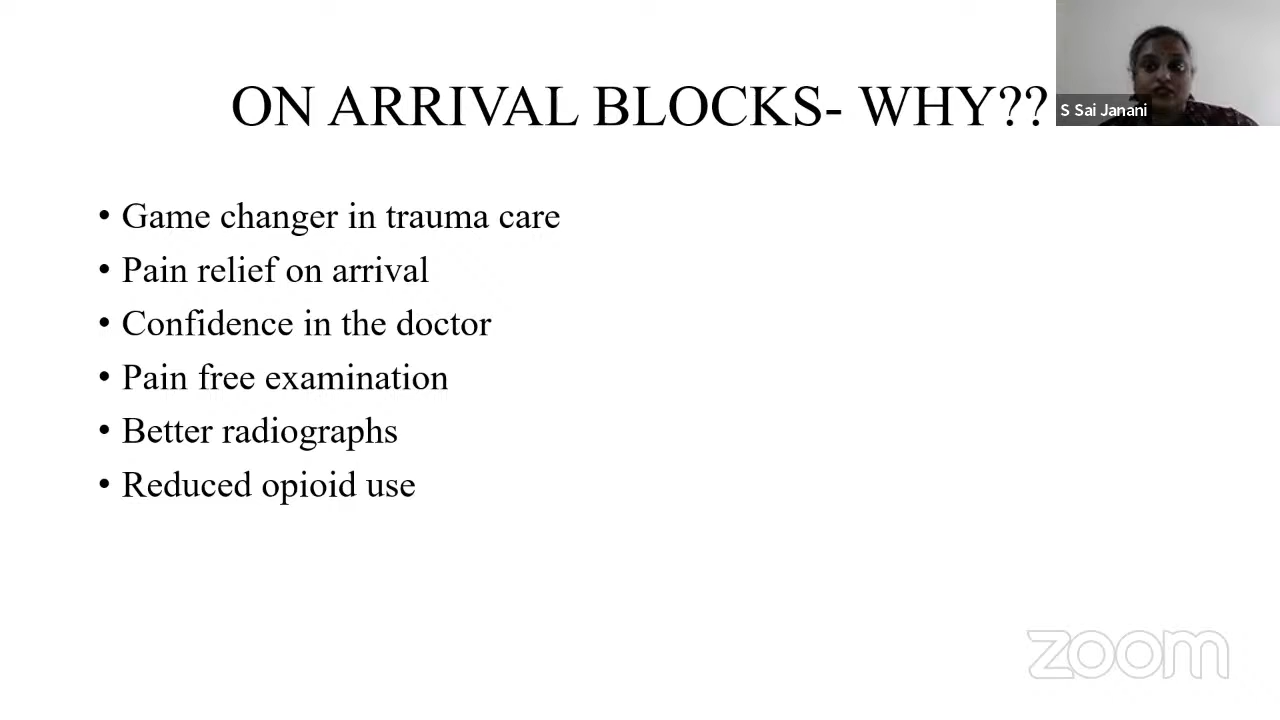 ON ARRIVAL BLOCKS- WHY??
S Sai Janani
• Game changer in trauma care
• Pain relief on arrival
• Confidence in the doctor
• Pain free examination
• Better radiographs
• Reduced opioid use
zoom